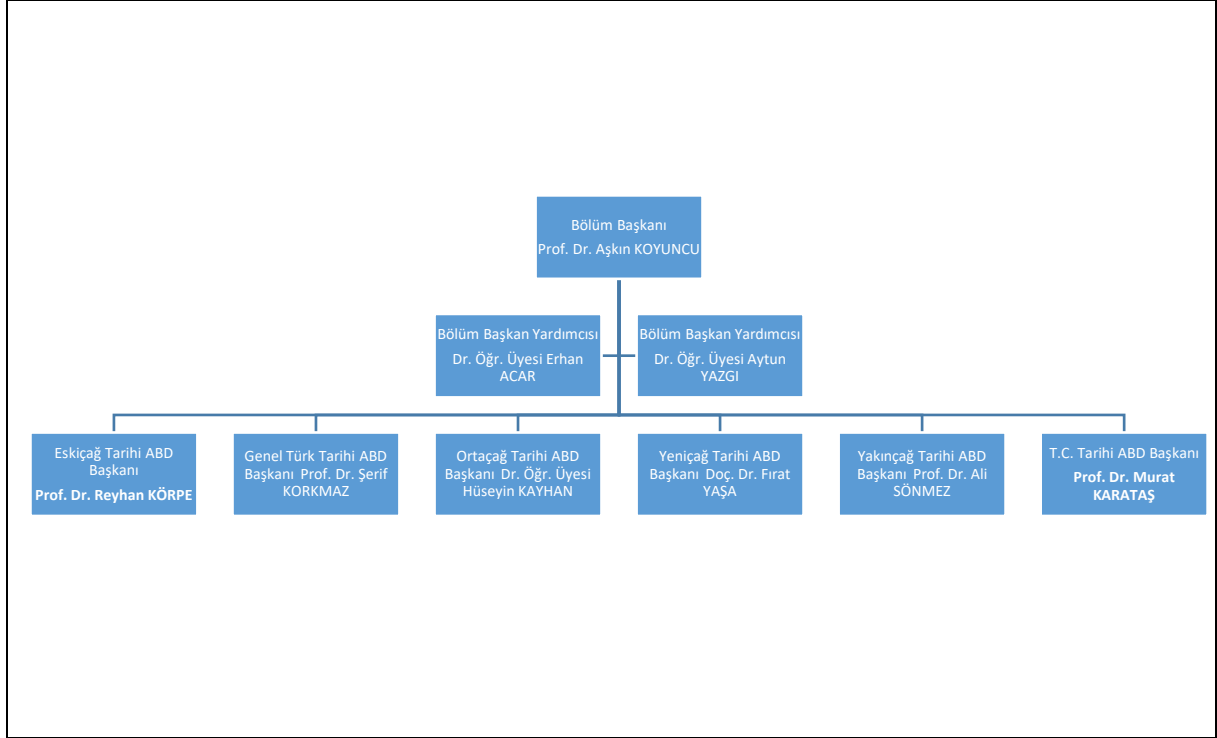 Bölüm Başkanı
Prof. Dr. Aşkın KOYUNCU
Bölüm Başkan Yardımcısı
Dr. Öğr. Üyesi Erhan
ACAR
Bölüm Başkan Yardımcısı
Dr. Öğr. Üyesi Aytun
YAZGI
Eskiçağ Tarihi ABD
Başkanı
Prof. Dr. Reyhan KÖRPE
Genel Türk Tarihi ABD
Başkanı Prof. Dr. Şerif
KORKMAZ
Ortaçağ Tarihi ABD
Başkanı Dr. Öğr. Üyesi
Hüseyin KAYHAN
Yeniçağ Tarihi ABD
Başkanı Doç. Dr. Fırat
YAŞA
Yakınçağ Tarihi ABD
Başkanı Prof. Dr. Ali
SÖNMEZ
T.C. Tarihi ABD Başkanı
Prof. Dr. Murat
KARATAŞ